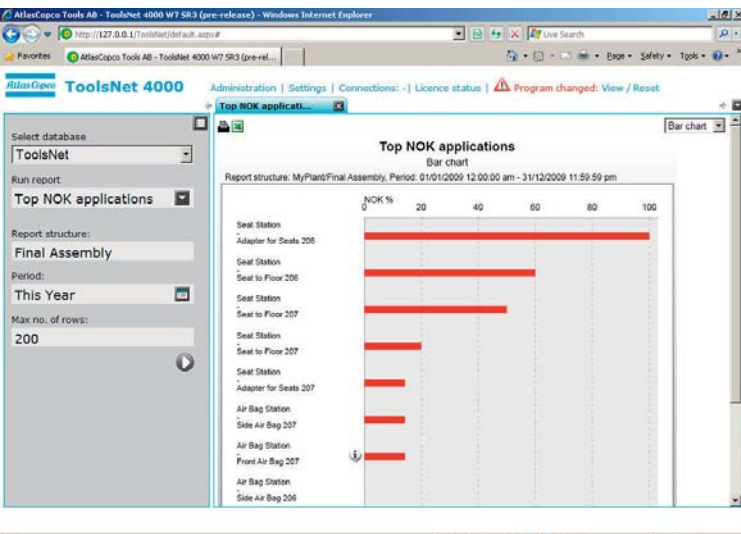 AtlasCopco Tools AB - ToolsNet 4000 W7 SR3 (pre-release) - Windows Internet Explorer
http://127.0.0.1/ToolsNet/default.aspx#
Live Search
Favorites
AtlasCopco Tools AB - ToolsNet 4000 W7 SR3 (pre-rel...
Page
Safety
Tools
Atlas Copco
ToolsNet 4000
Administration | Settings | Connections: - | Licence status | Program changed: View / Reset
Top NOK applicati...
Select database
ToolsNet
Run report
Top NOK applications
Report structure:
Final Assembly
Period:
This Year
Max no. of rows:
200
Bar chart
Top NOK applications
Bar chart
Report structure: MyPlant/Final Assembly, Period: 01/01/2009 12:00:00 am - 31/12/2009 11:59:59 pm
NOK %
0 20 40 60 80 100
Seat Station
-
Adapter for Seats 206
Seat Station
-
Seat to Floor 206
Seat Station
-
Seat to Floor 207
Seat Station
-
Seat to Floor 207
Seat Station
-
Adapter for Seats 207
Air Bag Station
-
Side Air Bag 207
Air Bag Station
-
Front Air Bag 207
Air Bag Station
-
Side Air Bag 206